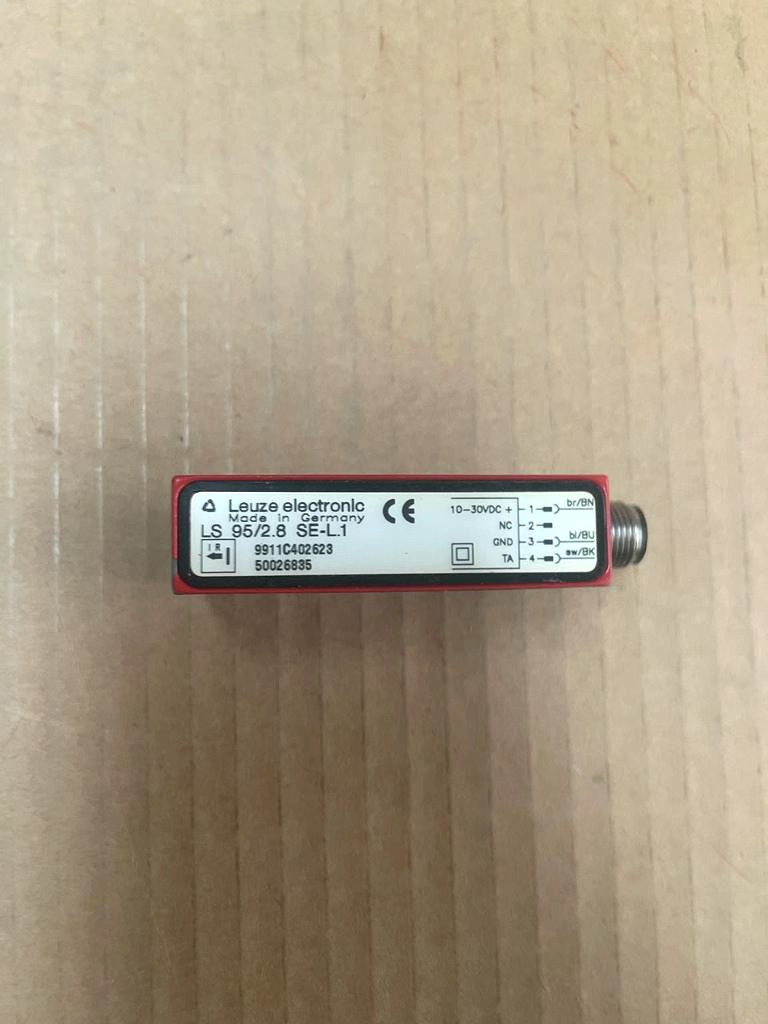 Leuze electronic
Made in Germany
CE
LS 95/2.8 SE-L.1
I R
9911C402623
50026835
10-30VDC + 1 br/BN
NC 2
GND 3 bl/BU
TA 4 sw/BK